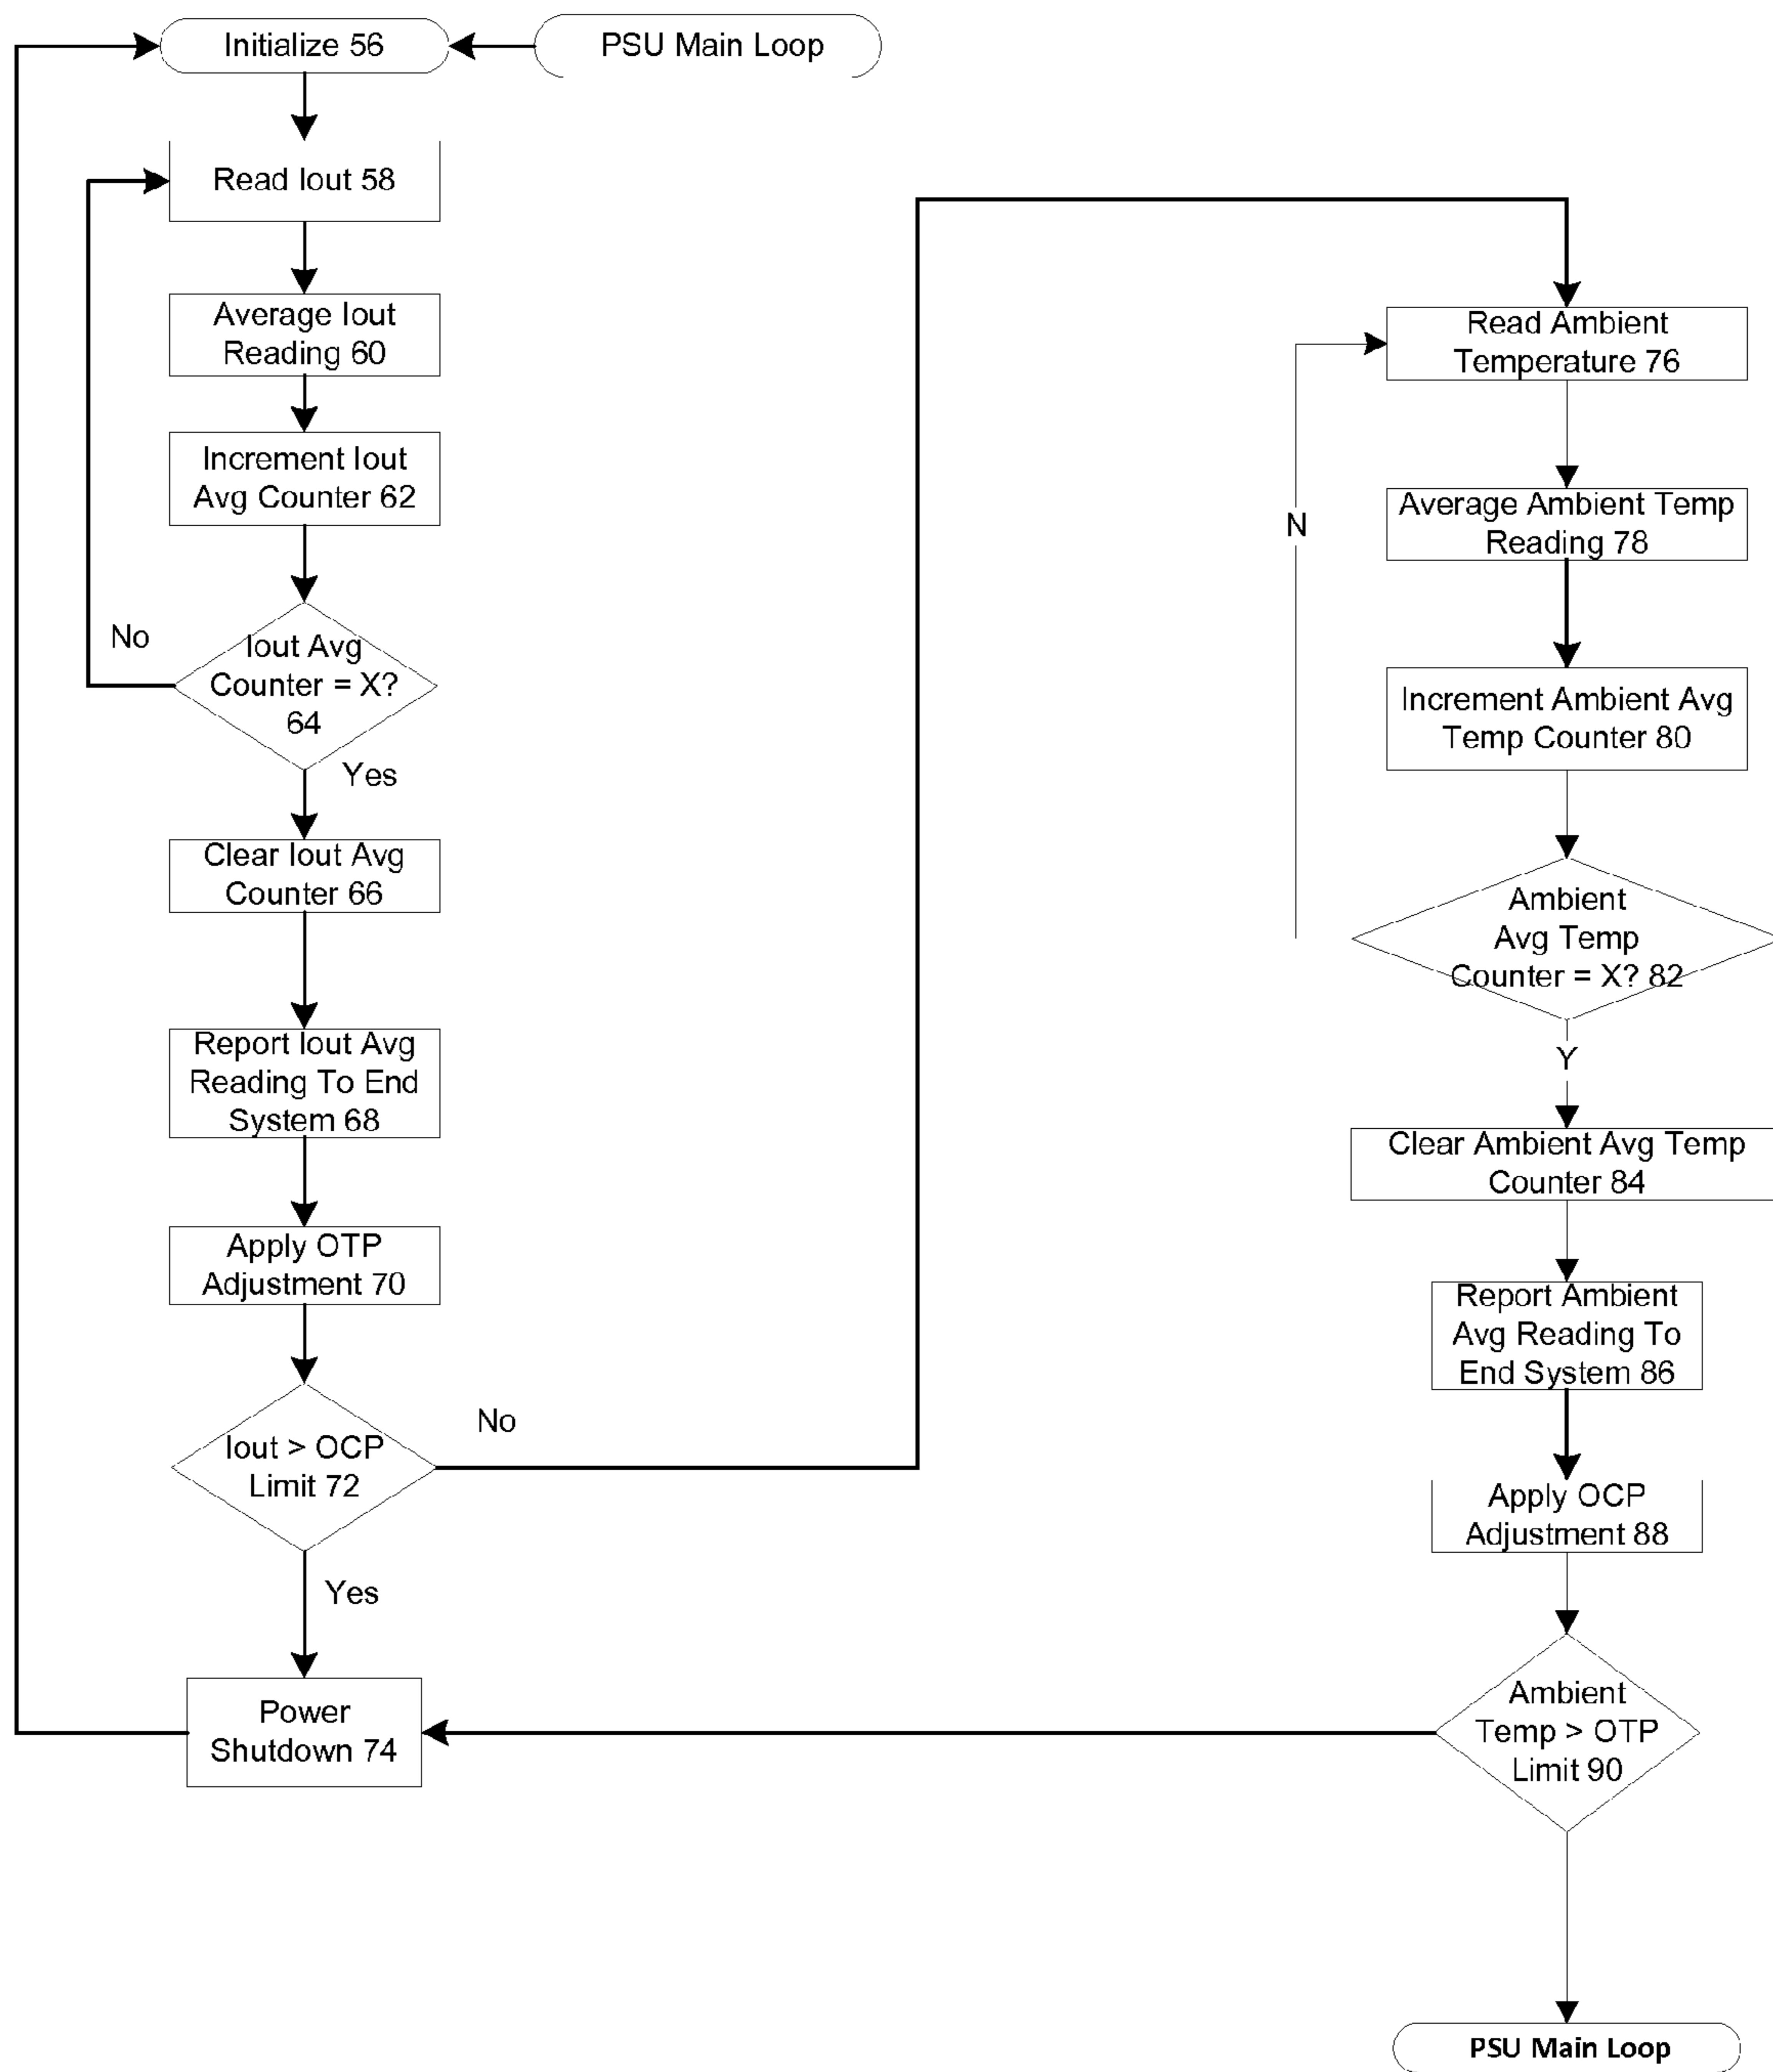 Initialize 56
PSU Main Loop
Read Iout 58
Average Iout
Reading 60
Increment Iout
Avg Counter 62
No
Iout Avg
Counter = X?
64
Yes
Clear Iout Avg
Counter 66
Report Iout Avg
Reading To End
System 68
Apply OTP
Adjustment 70
No
Iout > OCP
Limit 72
Yes
Power
Shutdown 74
Read Ambient
Temperature 76
N
Average Ambient Temp
Reading 78
Increment Ambient Avg
Temp Counter 80
Ambient
Avg Temp
Counter = X? 82
Y
Clear Ambient Avg Temp
Counter 84
Report Ambient
Avg Reading To
End System 86
Apply OCP
Adjustment 88
Ambient
Temp > OTP
Limit 90
PSU Main Loop